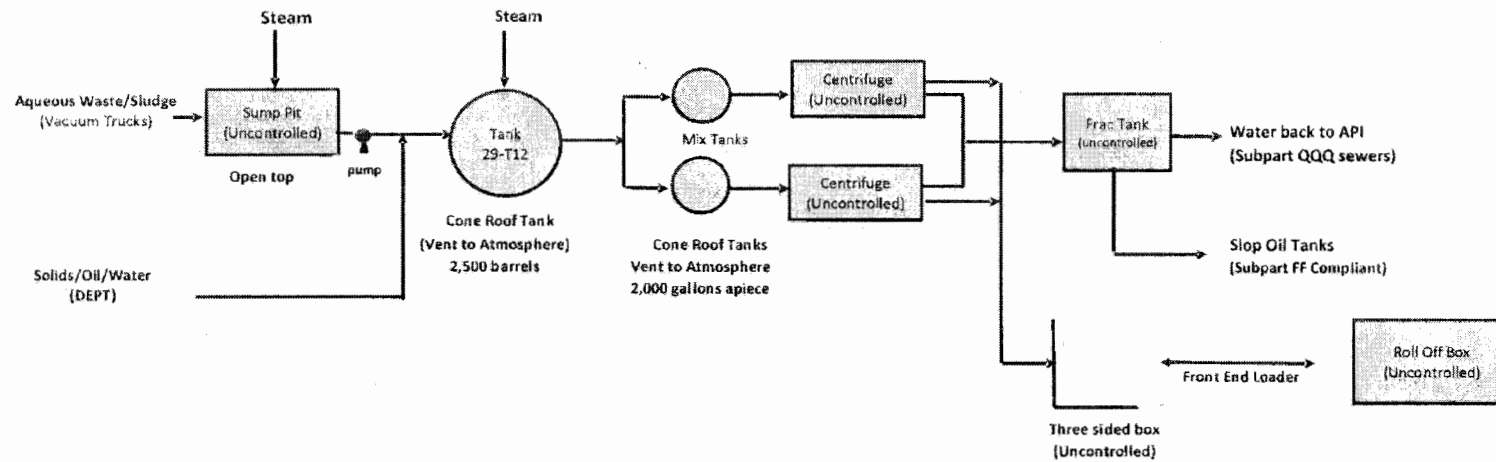 Steam
Steam
Aqueous Waste/Sludge
(Vacuum Trucks)
Sump Pit
(Uncontrolled)
Open top
pump
Solids/Oil/Water
(DEPT)
Tank
29-T12
Cone Roof Tank
(Vent to Atmosphere)
2,500 barrels
Mix Tanks
Cone Roof Tanks
Vent to Atmosphere
2,000 gallons apiece
Centrifuge
(Uncontrolled)
Centrifuge
(Uncontrolled)
Frac Tank
(uncontrolled)
Water back to API
(Subpart QQQ sewers)
Slop Oil Tanks
(Subpart FF Compliant)
Three sided box
(Uncontrolled)
Front End Loader
Roll Off Box
(Uncontrolled)